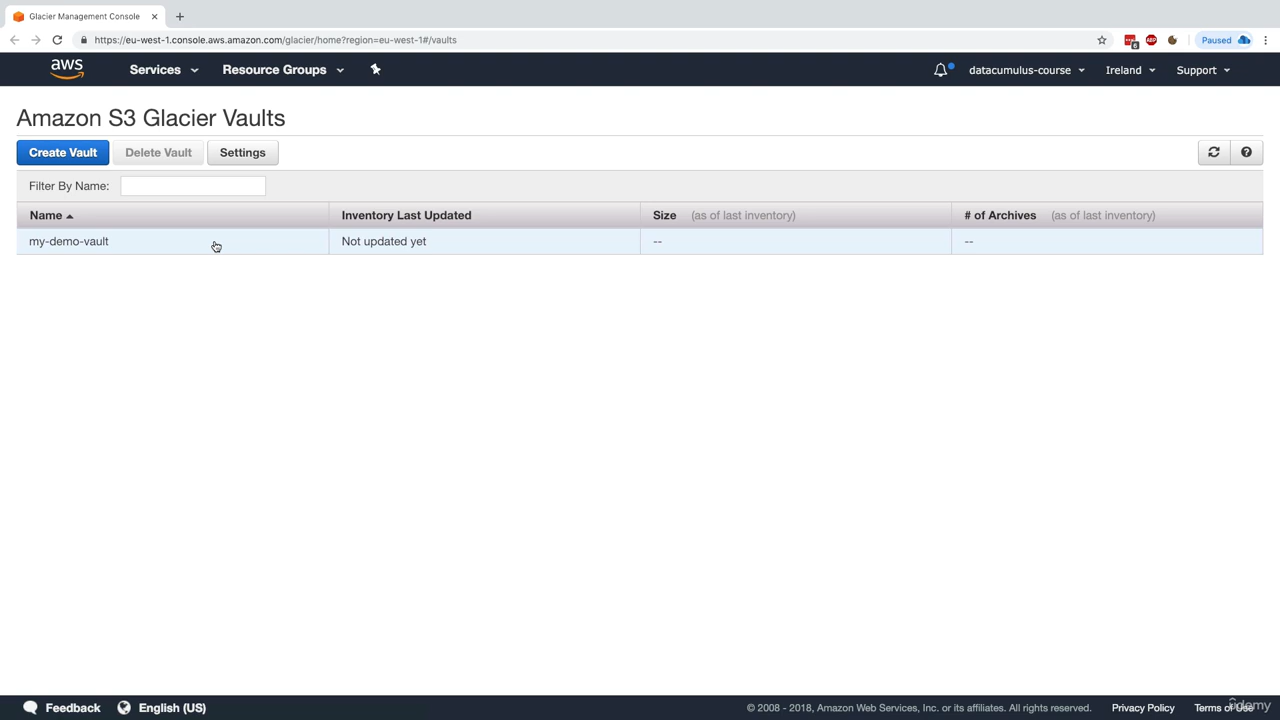 Glacier Management Console
https://eu-west-1.console.aws.amazon.com/glacier/home?region=eu-west-1#/vaults
6
ABP
Paused
aws
Services
Resource Groups
datacumulus-course
Ireland
Support
Amazon S3 Glacier Vaults
Create Vault
Delete Vault
Settings
Filter By Name:
Name Inventory Last Updated Size (as of last inventory) # of Archives (as of last inventory)
my-demo-vault Not updated yet -- --
Feedback English (US) © 2008 - 2018, Amazon Web Services, Inc. or its affiliates. All rights reserved. Privacy Policy Terms of Use
ûdemy